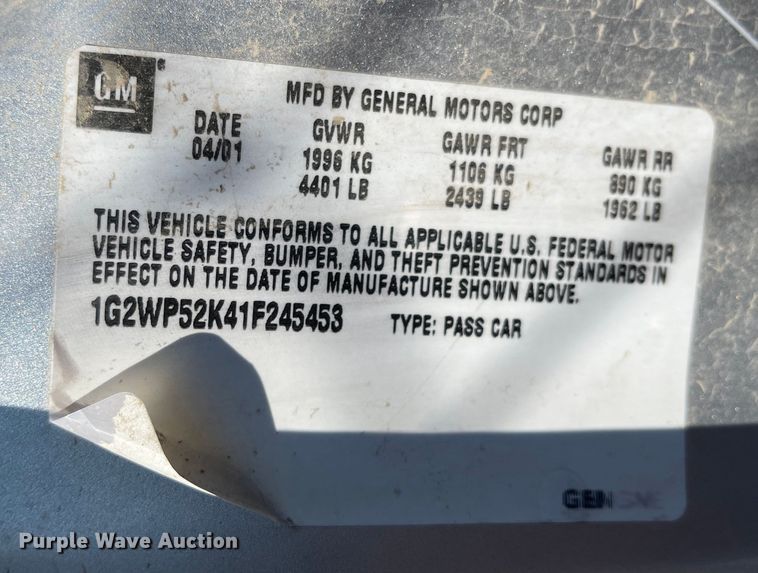 GM
MFD BY GENERAL MOTORS CORP
DATE GVWR GAWR FRT GAWR RR
04/01 1996 KG 1106 KG 890 KG
4401 LB 2439 LB 1962 LB
THIS VEHICLE CONFORMS TO ALL APPLICABLE U.S. FEDERAL MOTOR
VEHICLE SAFETY, BUMPER, AND THEFT PREVENTION STANDARDS IN
EFFECT ON THE DATE OF MANUFACTURE SHOWN ABOVE.
1G2WP52K41F245453 TYPE: PASS CAR
Purple Wave Auction